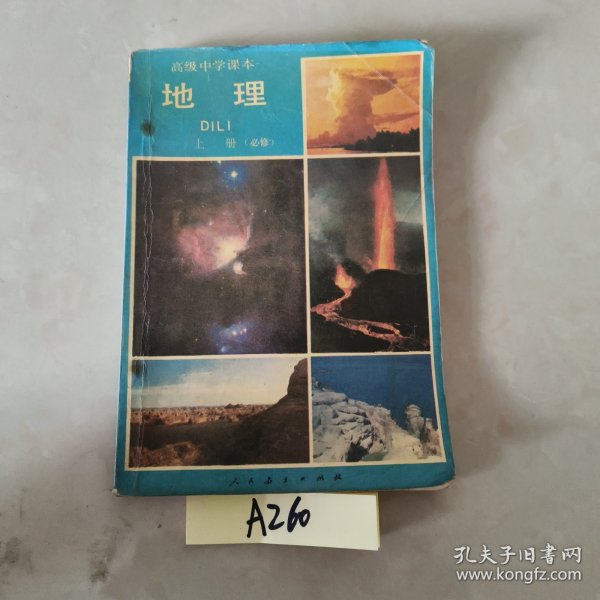 高级中学课本
地 理
DILI
上 册（必修）
人民教育出版社
A260
孔夫子旧书网
www.kongfz.com